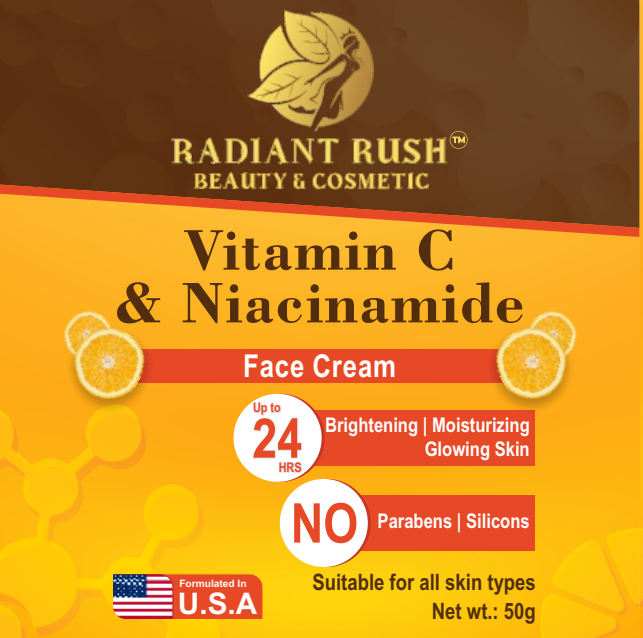 RADIANT RUSH™
BEAUTY & COSMETIC
Vitamin C
& Niacinamide
Face Cream
Up to
24
HRS
Brightening | Moisturizing
Glowing Skin
NO
Parabens | Silicons
Formulated In
U.S.A
Suitable for all skin types
Net wt.: 50g